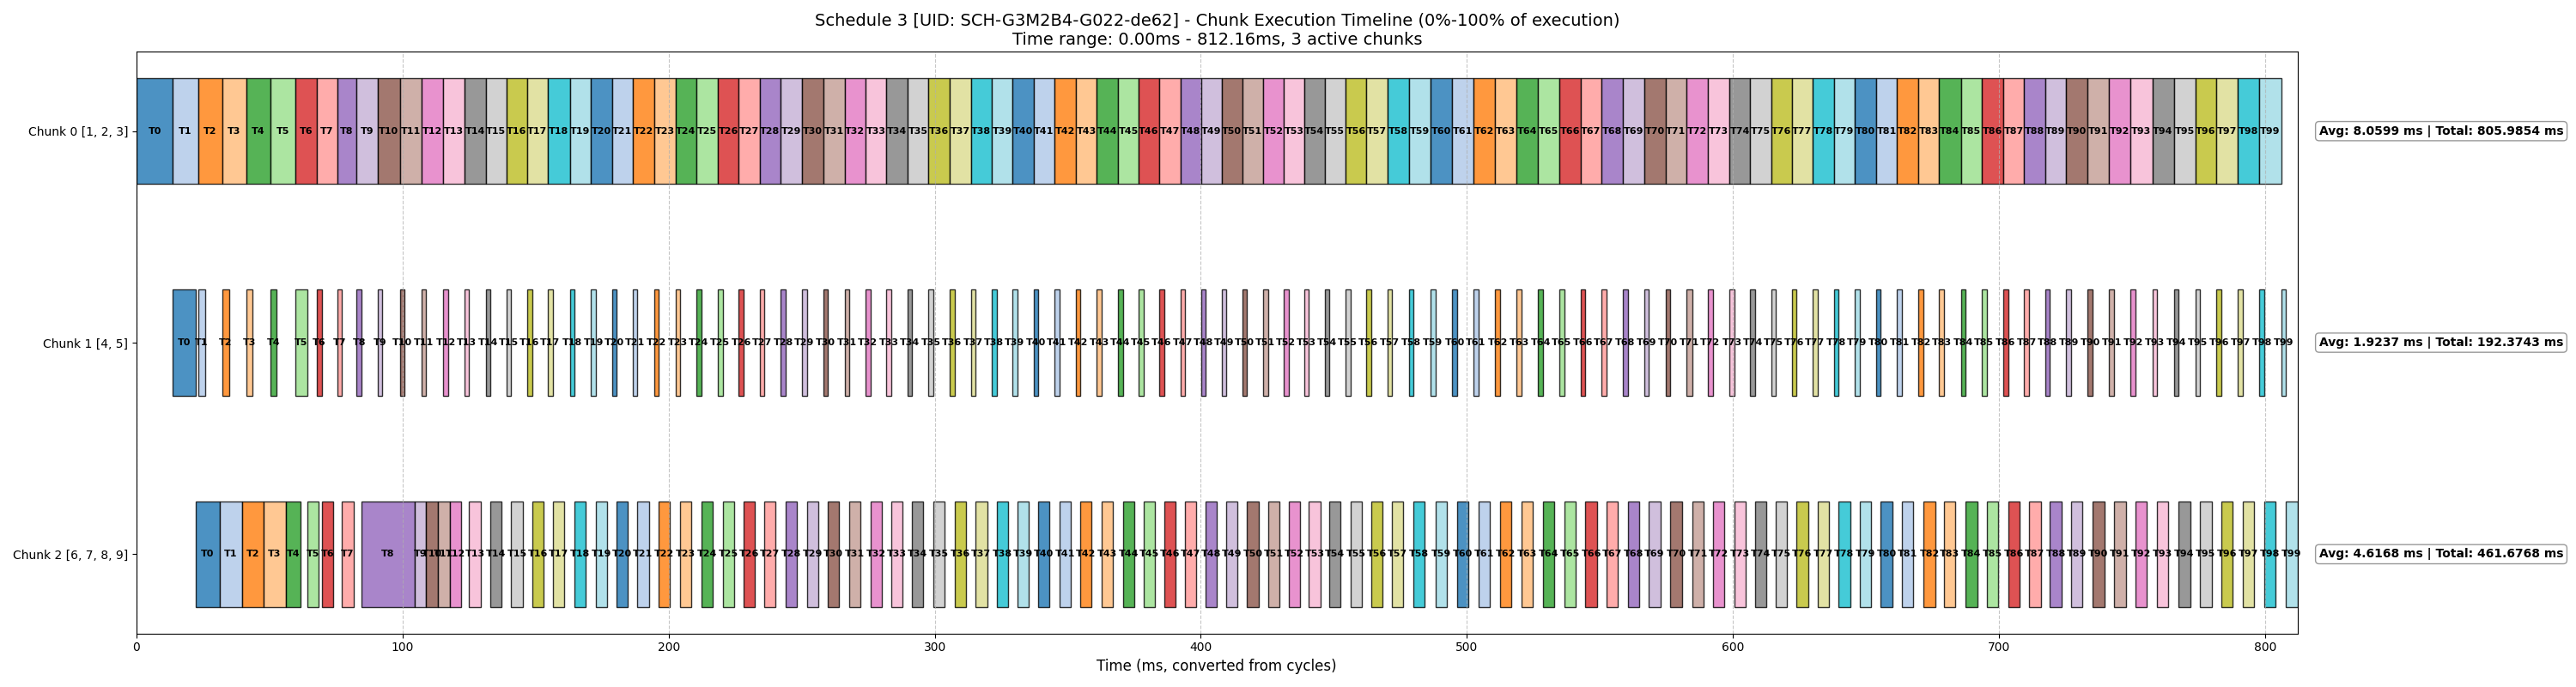 Schedule 3 [UID: SCH-G3M2B4-G022-de62] - Chunk Execution Timeline (0%-100% of execution)
Time range: 0.00ms - 812.16ms, 3 active chunks
Chunk 0 [1, 2, 3]
T0 T1 T2 T3 T4 T5 T6 T7 T8 T9 T10 T11 T12 T13 T14 T15 T16 T17 T18 T19 T20 T21 T22 T23 T24 T25 T26 T27 T28 T29 T30 T31 T32 T33 T34 T35 T36 T37 T38 T39 T40 T41 T42 T43 T44 T45 T46 T47 T48 T49 T50 T51 T52 T53 T54 T55 T56 T57 T58 T59 T60 T61 T62 T63 T64 T65 T66 T67 T68 T69 T70 T71 T72 T73 T74 T75 T76 T77 T78 T79 T80 T81 T82 T83 T84 T85 T86 T87 T88 T89 T90 T91 T92 T93 T94 T95 T96 T97 T98 T99
Avg: 8.0599 ms | Total: 805.9854 ms
Chunk 1 [4, 5]
T0 T1 T2 T3 T4 T5 T6 T7 T8 T9 T10 T11 T12 T13 T14 T15 T16 T17 T18 T19 T20 T21 T22 T23 T24 T25 T26 T27 T28 T29 T30 T31 T32 T33 T34 T35 T36 T37 T38 T39 T40 T41 T42 T43 T44 T45 T46 T47 T48 T49 T50 T51 T52 T53 T54 T55 T56 T57 T58 T59 T60 T61 T62 T63 T64 T65 T66 T67 T68 T69 T70 T71 T72 T73 T74 T75 T76 T77 T78 T79 T80 T81 T82 T83 T84 T85 T86 T87 T88 T89 T90 T91 T92 T93 T94 T95 T96 T97 T98 T99
Avg: 1.9237 ms | Total: 192.3743 ms
Chunk 2 [6, 7, 8, 9]
T0 T1 T2 T3 T4 T5 T6 T7 T8 T9 T10 T11 T12 T13 T14 T15 T16 T17 T18 T19 T20 T21 T22 T23 T24 T25 T26 T27 T28 T29 T30 T31 T32 T33 T34 T35 T36 T37 T38 T39 T40 T41 T42 T43 T44 T45 T46 T47 T48 T49 T50 T51 T52 T53 T54 T55 T56 T57 T58 T59 T60 T61 T62 T63 T64 T65 T66 T67 T68 T69 T70 T71 T72 T73 T74 T75 T76 T77 T78 T79 T80 T81 T82 T83 T84 T85 T86 T87 T88 T89 T90 T91 T92 T93 T94 T95 T96 T97 T98 T99
Avg: 4.6168 ms | Total: 461.6768 ms
0 100 200 300 400 500 600 700 800
Time (ms, converted from cycles)